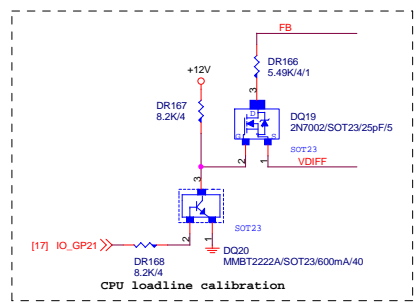 FB
DR166
5.49K/4/1
+12V
3
DR167
8.2K/4
D
DQ19
2N7002/SOT23/25pF/5
G
S
SOT23
2
1
VDIFF
3
SOT23
[17] IO_GP21
2
1
DR168
8.2K/4
DQ20
MMBT2222A/SOT23/600mA/40
CPU loadline calibration